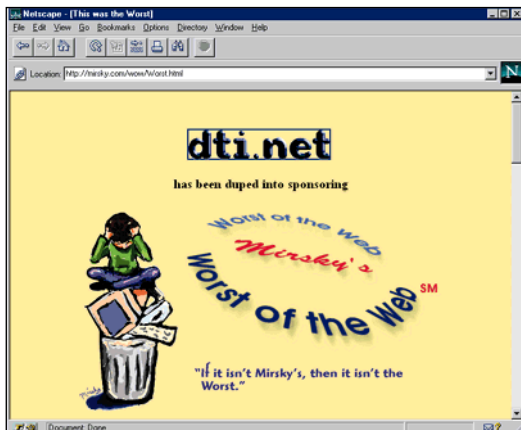 Netscape - [This was the Worst]
File Edit View Go Bookmarks Options Directory Window Help
Location: http://mirsky.com/wow/Worst.html
N
dti.net
has been duped into sponsoring
Worst of the Web
Mirsky's
Worst of the Web SM
"If it isn't Mirsky's, then it isn't the
Worst."
Document: Done